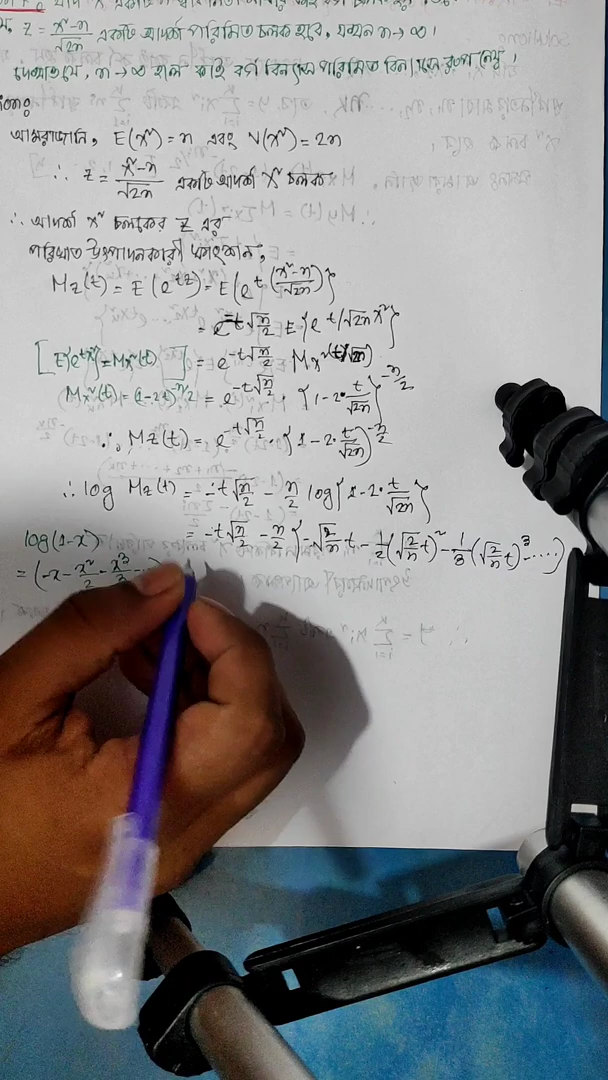 z = (χ² - n)/√2n একটি আদর্শ পরিমিত চলক হবে, যখন n → ∞ ।
দেখাও যে, n → ∞ হলে কাই বর্গ বিন্যাস পরিমিত বিন্যাসে রূপ নেয় ।
আমরা জানি, E(χ²) = n এবং V(χ²) = 2n
∴ z = (χ² - n)/√2n একটি আদর্শ χ² চলক
∴ আদর্শ χ² চলকের z এর
পরিঘাত উৎপাদনকারী অপেক্ষক,
Mz(t) = E(e^tz) = E{e^t((χ² - n)/√2n)}
= e^-t√(n/2) E{e^t/√2n χ²}
[E{e^tχ²} = Mχ²(t)] = e^-t√(n/2) Mχ²(t/√2n)
Mχ²(t) = (1 - 2t)^-n/2 = e^-t√(n/2) · {1 - 2·t/√2n}^-n/2
∴ Mz(t) = e^-t√(n/2) · {1 - 2·t/√2n}^-n/2
∴ log Mz(t) = -t√(n/2) - n/2 log{1 - 2·t/√2n}
log(1-x) = -t√(n/2) - n/2 {-√(2/n) t - 1/2(√(2/n) t)² - 1/3(√(2/n) t)³ .....}
= (-x - x²/2 - x³/3 ...